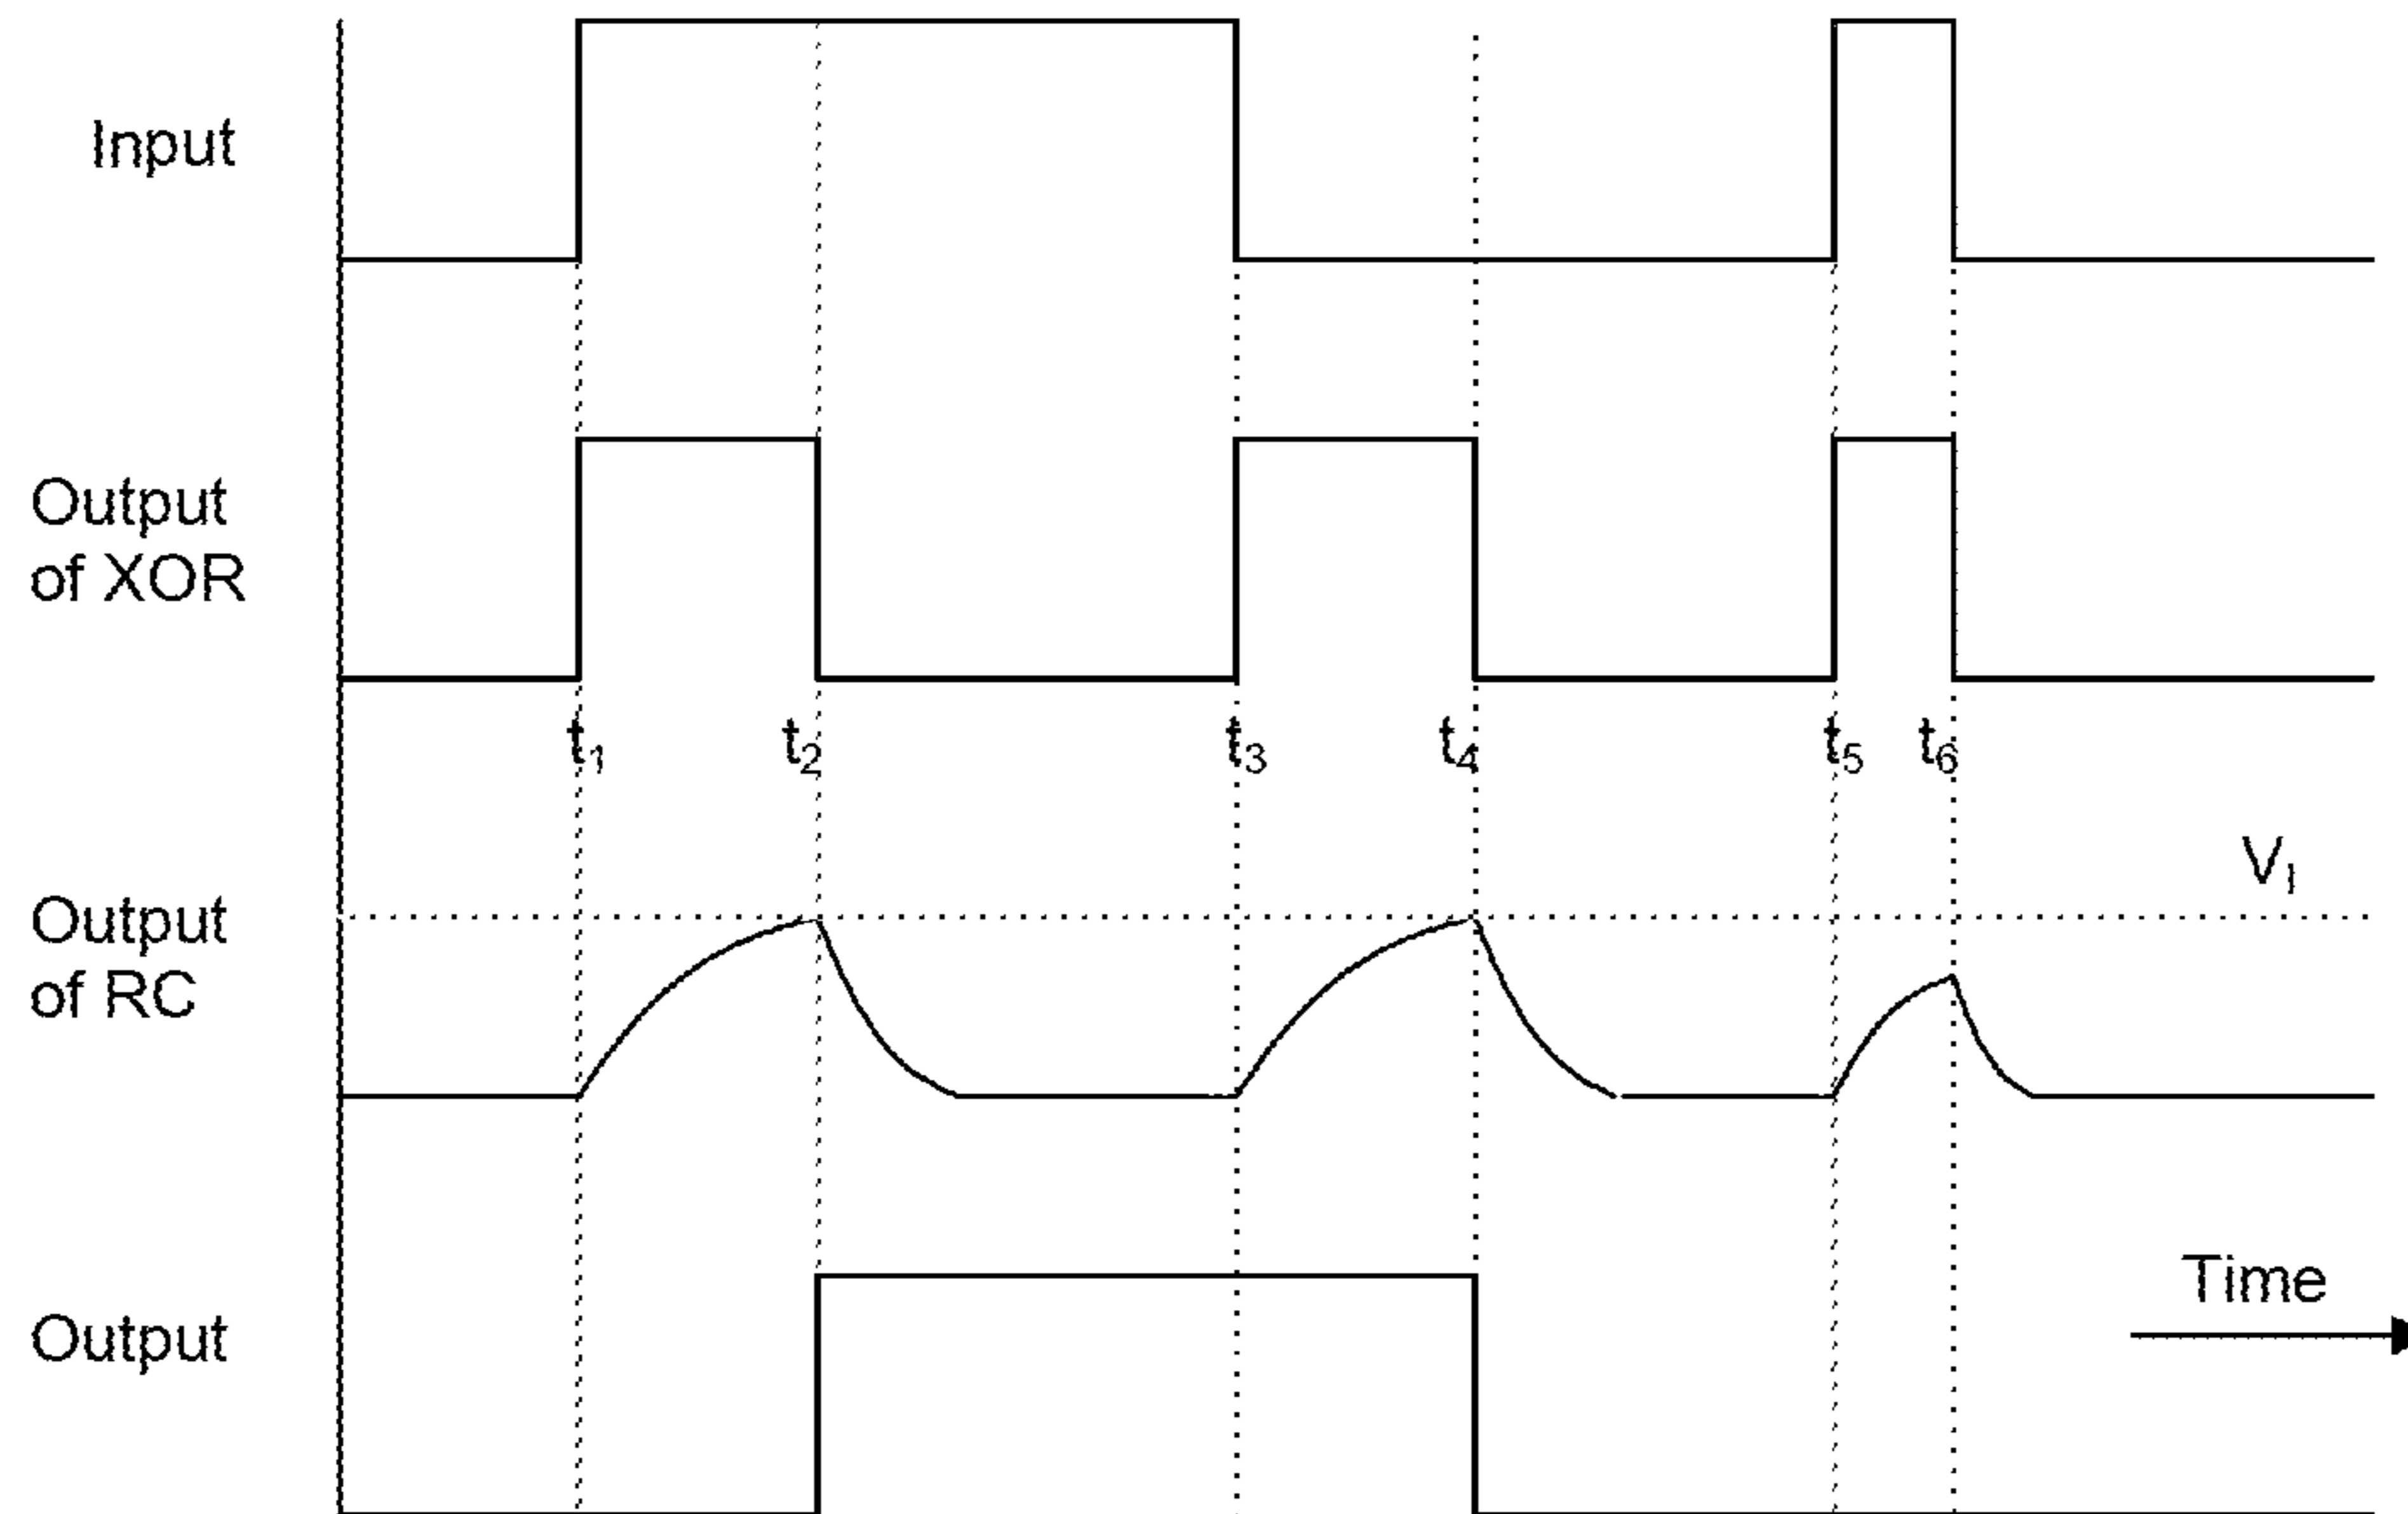 Input
Output
of XOR
t₁ t₂ t₃ t₄ t₅ t₆
V₁
Output
of RC
Time
Output